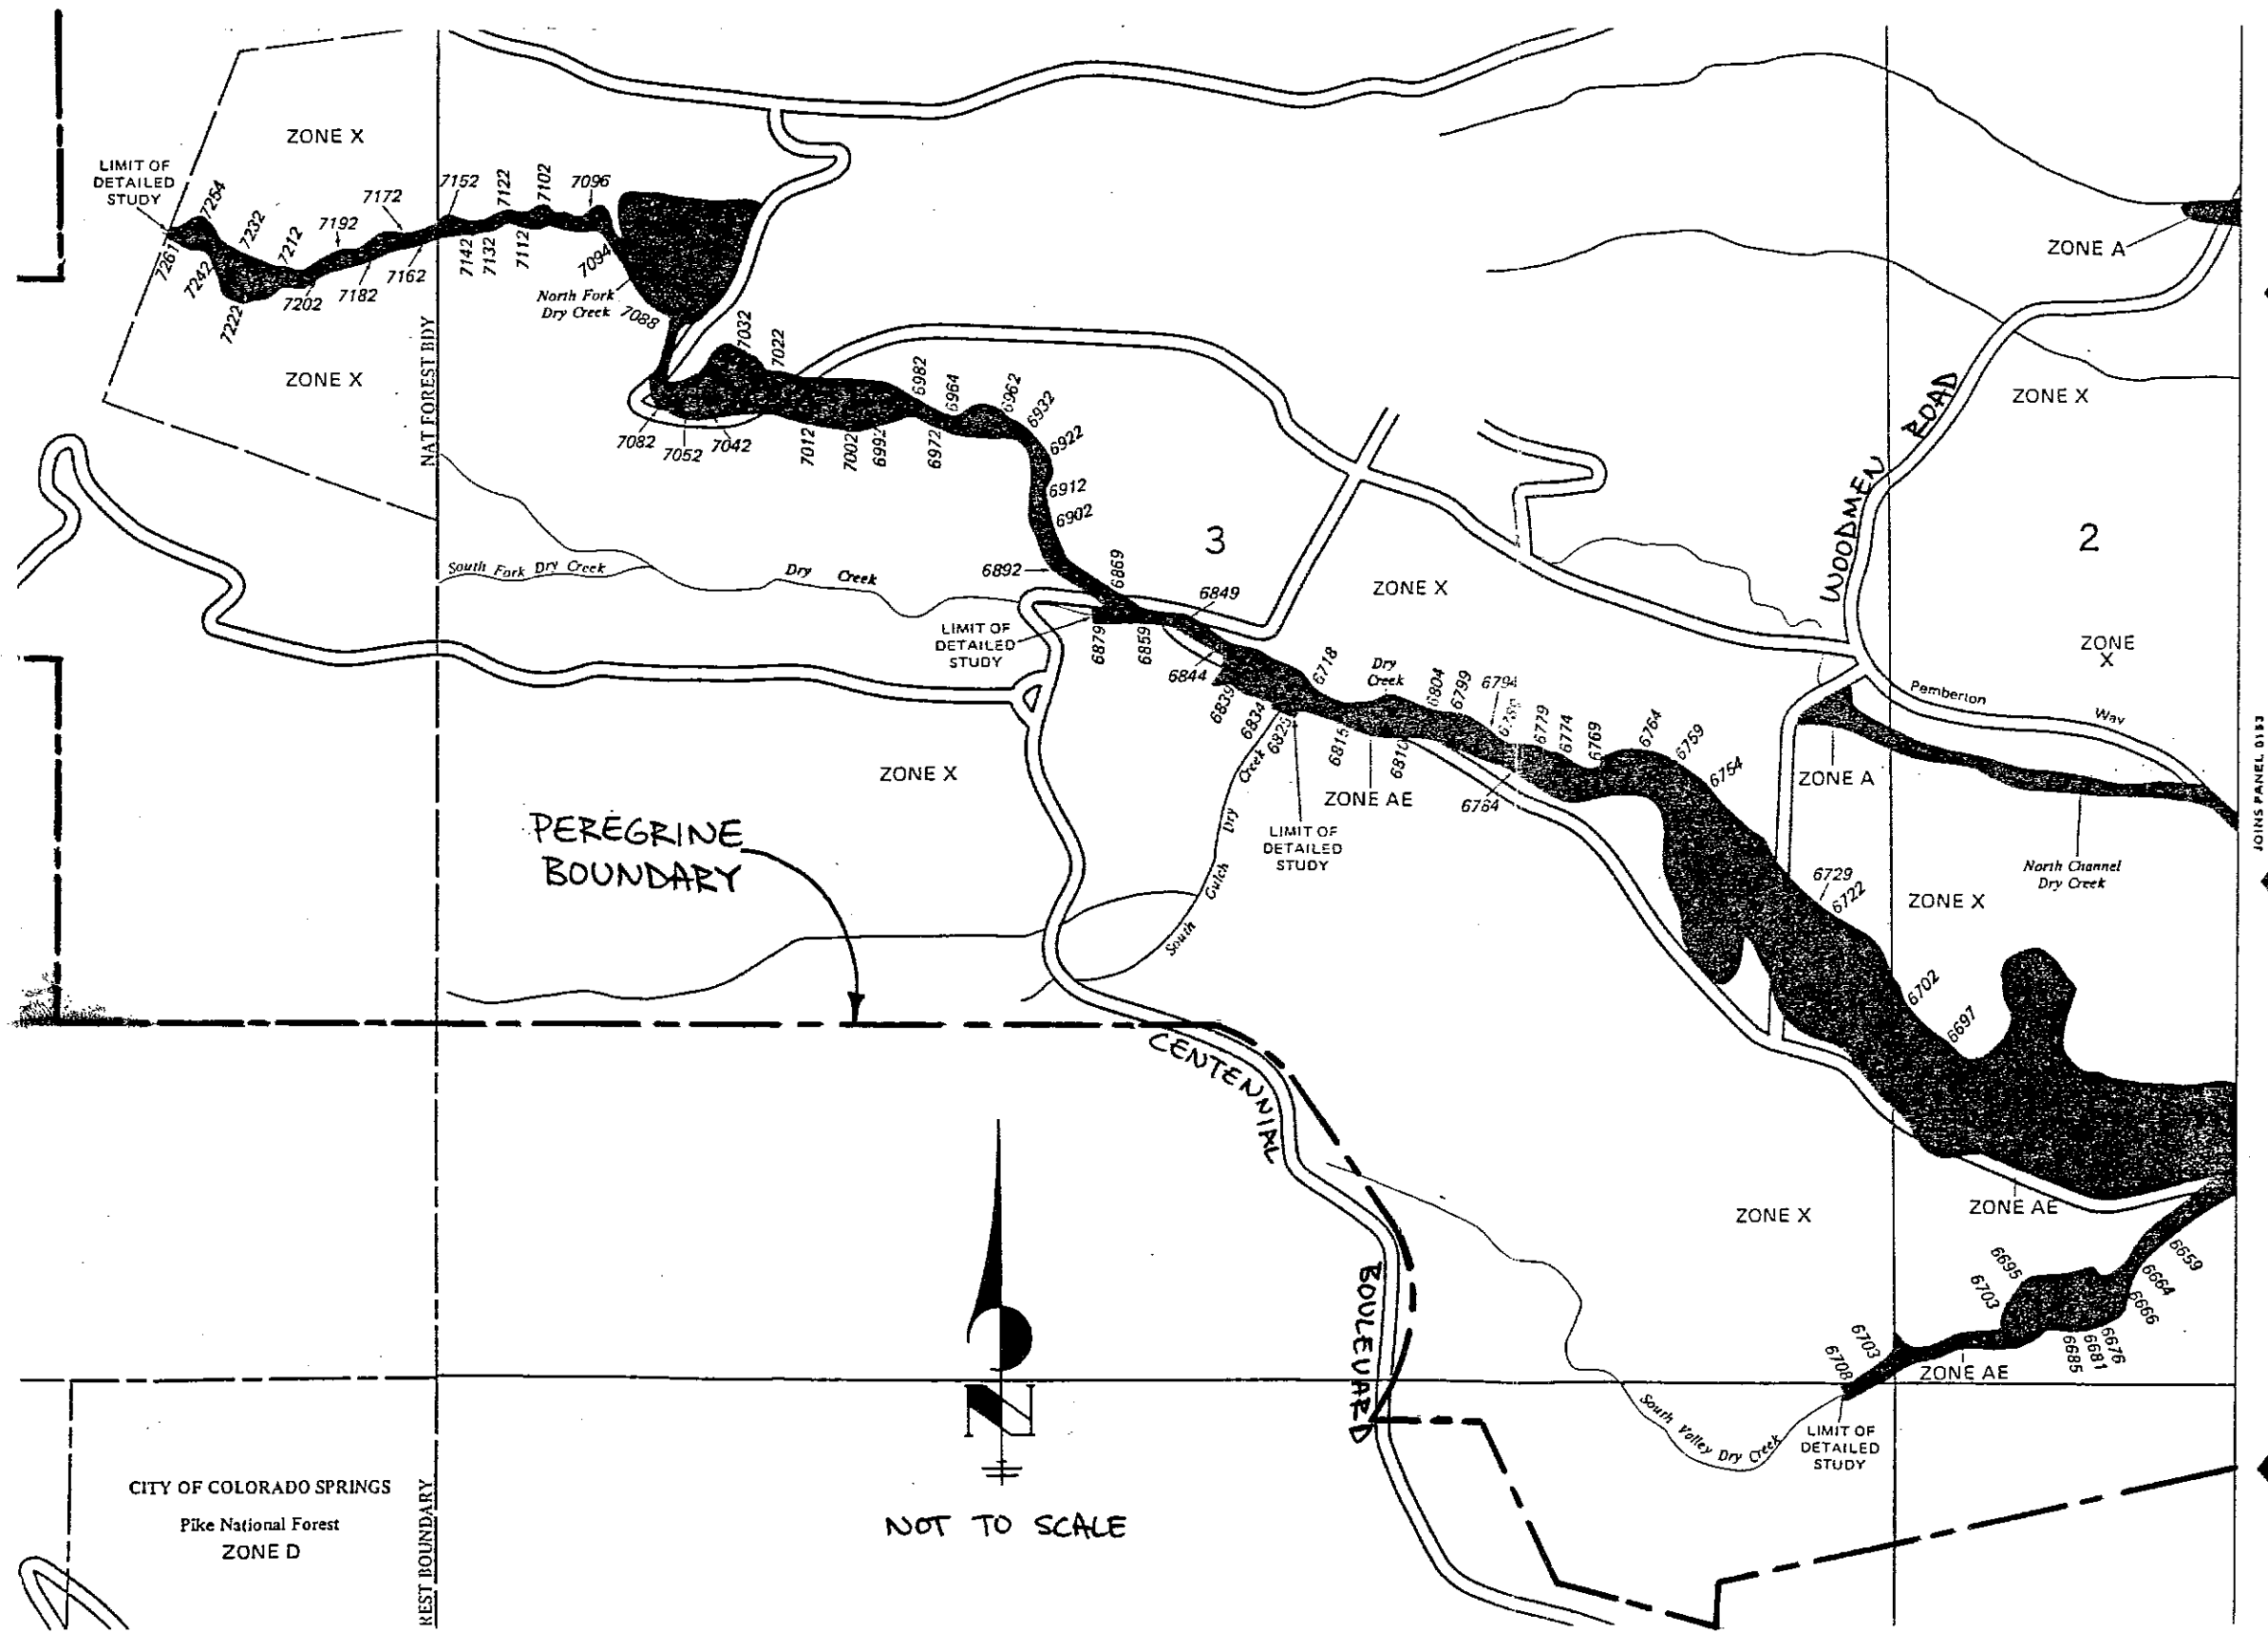 ZONE X
LIMIT OF
DETAILED
STUDY
7261
7254
7242
7232
7222
7212
7202
7192
7182
7172
7162
7152
7142
7132
7122
7112
7102
7096
7094
North Fork
Dry Creek
7088
ZONE X
NAT FOREST BDY
7082
7052
7042
7032
7022
7012
7002
6992
6982
6972
6964
6962
6932
6922
6912
6902
6892
6869
South Fork Dry Creek
Dry Creek
3
2
ZONE A
ZONE X
WOODMEN ROAD
ZONE X
ZONE
X
LIMIT OF
DETAILED
STUDY
6879
6859
6849
6844
6839
6834
6825
6718
6815
Dry
Creek
6810
6804
6799
6794
6784
6779
6774
6769
6764
6759
6754
ZONE AE
LIMIT OF
DETAILED
STUDY
South Gulch Dry Creek
ZONE X
Pemberton Way
ZONE A
North Channel
Dry Creek
ZONE X
6729
6722
6702
6697
JOINS PANEL 0153
PEREGRINE
BOUNDARY
CENTENNIAL
BOULEVARD
ZONE X
ZONE AE
6659
6664
6666
6676
6681
6685
6695
6703
6703
6708
ZONE AE
LIMIT OF
DETAILED
STUDY
South Valley Dry Creek
N
NOT TO SCALE
CITY OF COLORADO SPRINGS
Pike National Forest
ZONE D
REST BOUNDARY